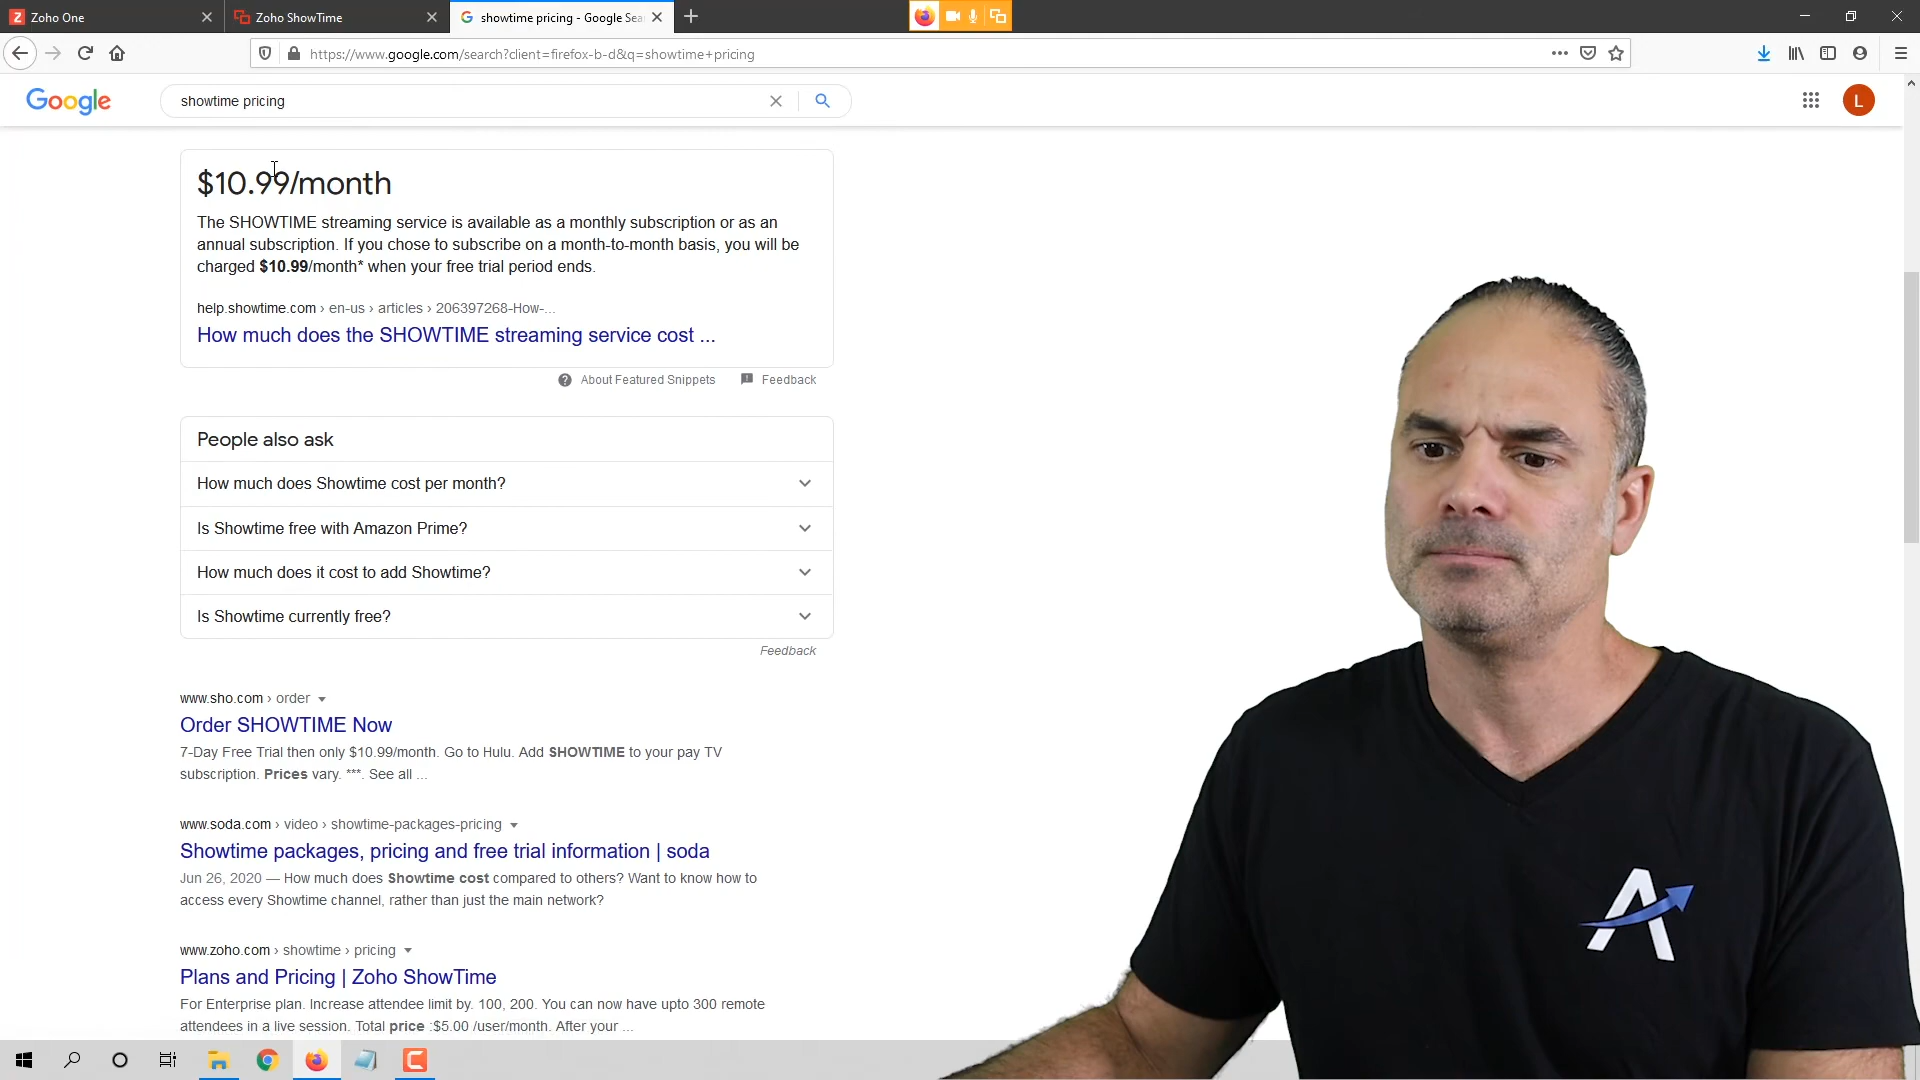 Zoho One
Zoho ShowTime
showtime pricing - Google Sea
https://www.google.com/search?client=firefox-b-d&q=showtime+pricing
Google
showtime pricing
L
$10.99/month
The SHOWTIME streaming service is available as a monthly subscription or as an
annual subscription. If you chose to subscribe on a month-to-month basis, you will be
charged $10.99/month* when your free trial period ends.
help.showtime.com › en-us › articles › 206397268-How-...
How much does the SHOWTIME streaming service cost ...
About Featured Snippets
Feedback
People also ask
How much does Showtime cost per month?
Is Showtime free with Amazon Prime?
How much does it cost to add Showtime?
Is Showtime currently free?
Feedback
www.sho.com › order
Order SHOWTIME Now
7-Day Free Trial then only $10.99/month. Go to Hulu. Add SHOWTIME to your pay TV
subscription. Prices vary. ***. See all ...
www.soda.com › video › showtime-packages-pricing
Showtime packages, pricing and free trial information | soda
Jun 26, 2020 — How much does Showtime cost compared to others? Want to know how to
access every Showtime channel, rather than just the main network?
www.zoho.com › showtime › pricing
Plans and Pricing | Zoho ShowTime
For Enterprise plan. Increase attendee limit by. 100, 200. You can now have upto 300 remote
attendees in a live session. Total price :$5.00 /user/month. After your ...